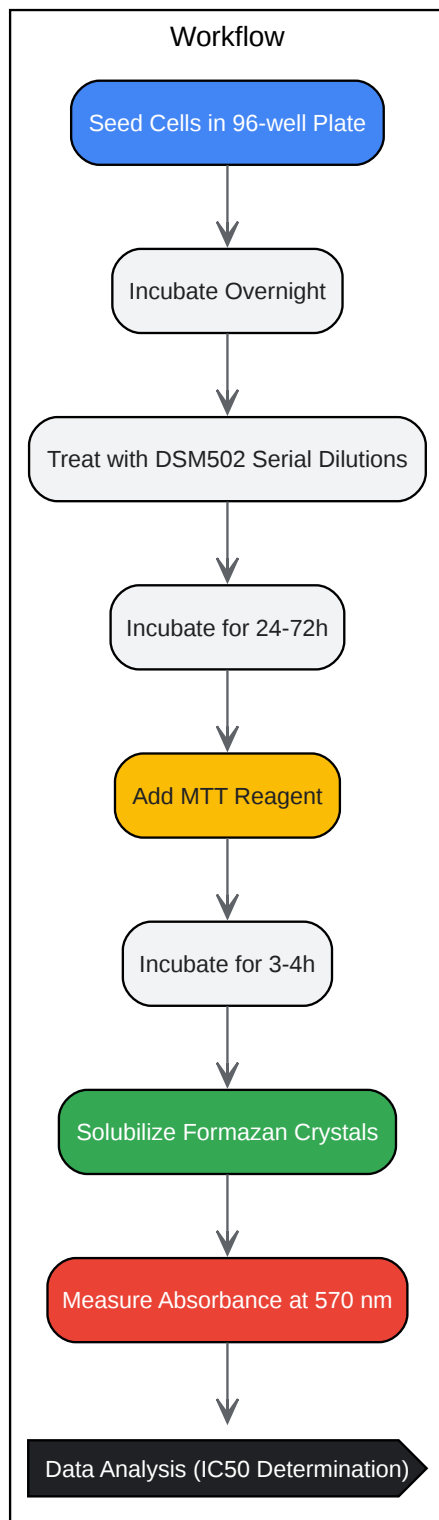 Workflow
Seed Cells in 96-well Plate
Incubate Overnight
Treat with DSM502 Serial Dilutions
Incubate for 24-72h
Add MTT Reagent
Incubate for 3-4h
Solubilize Formazan Crystals
Measure Absorbance at 570 nm
Data Analysis (IC50 Determination)